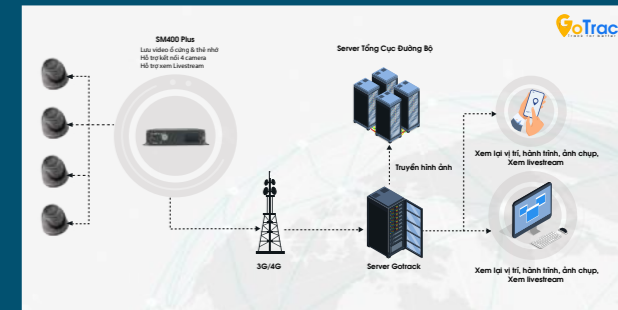 GoTrac
SM400 Plus
Lưu video ổ cứng & thẻ nhớ
Hỗ trợ kết nối 4 camera
Hỗ trợ xem Livestream
Server Tổng Cục Đường Bộ
Xem lại vị trí, hành trình, ảnh chụp,
Xem livestream
Truyền hình ảnh
3G/4G
Server Gotrack
Xem lại vị trí, hành trình, ảnh chụp,
Xem livestream